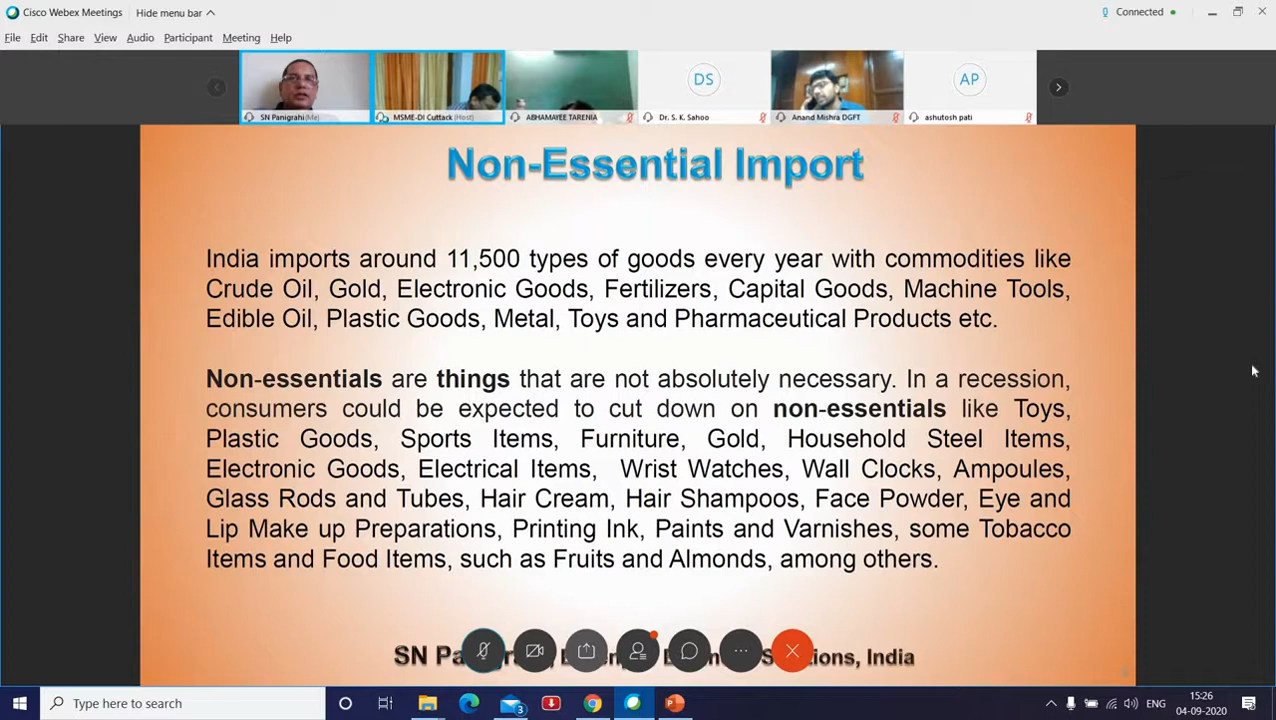 Cisco Webex Meetings
Hide menu bar
Connected
File Edit Share View Audio Participant Meeting Help
DS
AP
SN Panigrahi (Me)
MSME-DI Cuttack (Host)
ABHAMAYEE TARENIA
Dr. S. K. Sahoo
Anand Mishra DGFT
ashutosh pati
Non-Essential Import
India imports around 11,500 types of goods every year with commodities like
Crude Oil, Gold, Electronic Goods, Fertilizers, Capital Goods, Machine Tools,
Edible Oil, Plastic Goods, Metal, Toys and Pharmaceutical Products etc.
Non-essentials are things that are not absolutely necessary. In a recession,
consumers could be expected to cut down on non-essentials like Toys,
Plastic Goods, Sports Items, Furniture, Gold, Household Steel Items,
Electronic Goods, Electrical Items, Wrist Watches, Wall Clocks, Ampoules,
Glass Rods and Tubes, Hair Cream, Hair Shampoos, Face Powder, Eye and
Lip Make up Preparations, Printing Ink, Paints and Varnishes, some Tobacco
Items and Food Items, such as Fruits and Almonds, among others.
SN India
Type here to search
3
ENG
15:26
04-09-2020